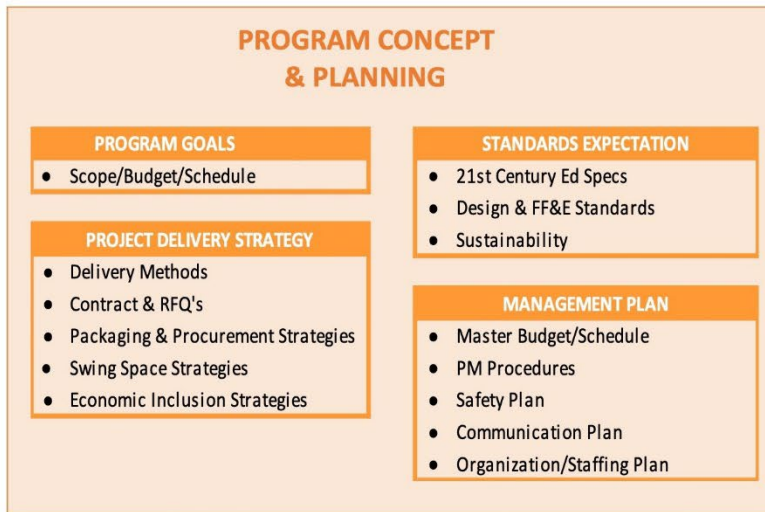 PROGRAM CONCEPT
& PLANNING
PROGRAM GOALS
● Scope/Budget/Schedule
PROJECT DELIVERY STRATEGY
● Delivery Methods
● Contract & RFQ's
● Packaging & Procurement Strategies
● Swing Space Strategies
● Economic Inclusion Strategies
STANDARDS EXPECTATION
● 21st Century Ed Specs
● Design & FF&E Standards
● Sustainability
MANAGEMENT PLAN
● Master Budget/Schedule
● PM Procedures
● Safety Plan
● Communication Plan
● Organization/Staffing Plan